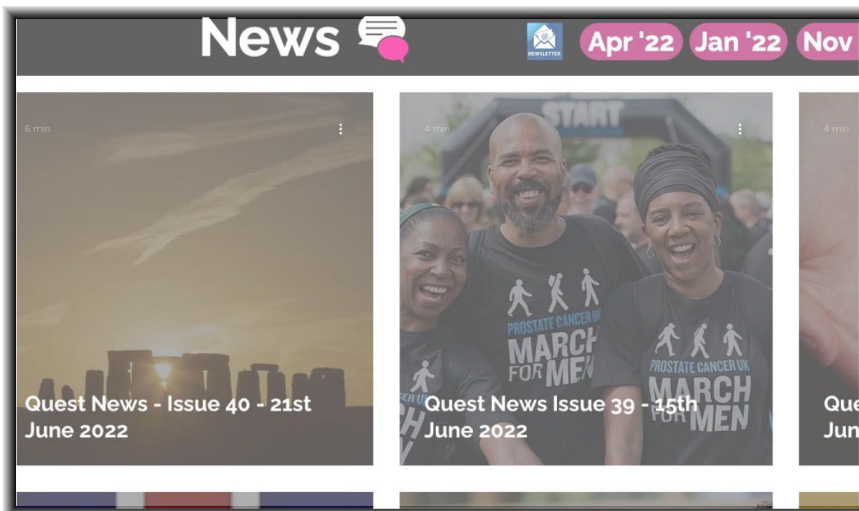 News
NEWSLETTER
Apr '22
Jan '22
Nov
6 min
Quest News - Issue 40 - 21st
June 2022
4 min
START
PROSTATE CANCER UK
MARCH
FOR MEN
PROSTATE CANCER UK
MARCH
FOR MEN
Quest News Issue 39 - 15th
June 2022
4 min
Que
Jun